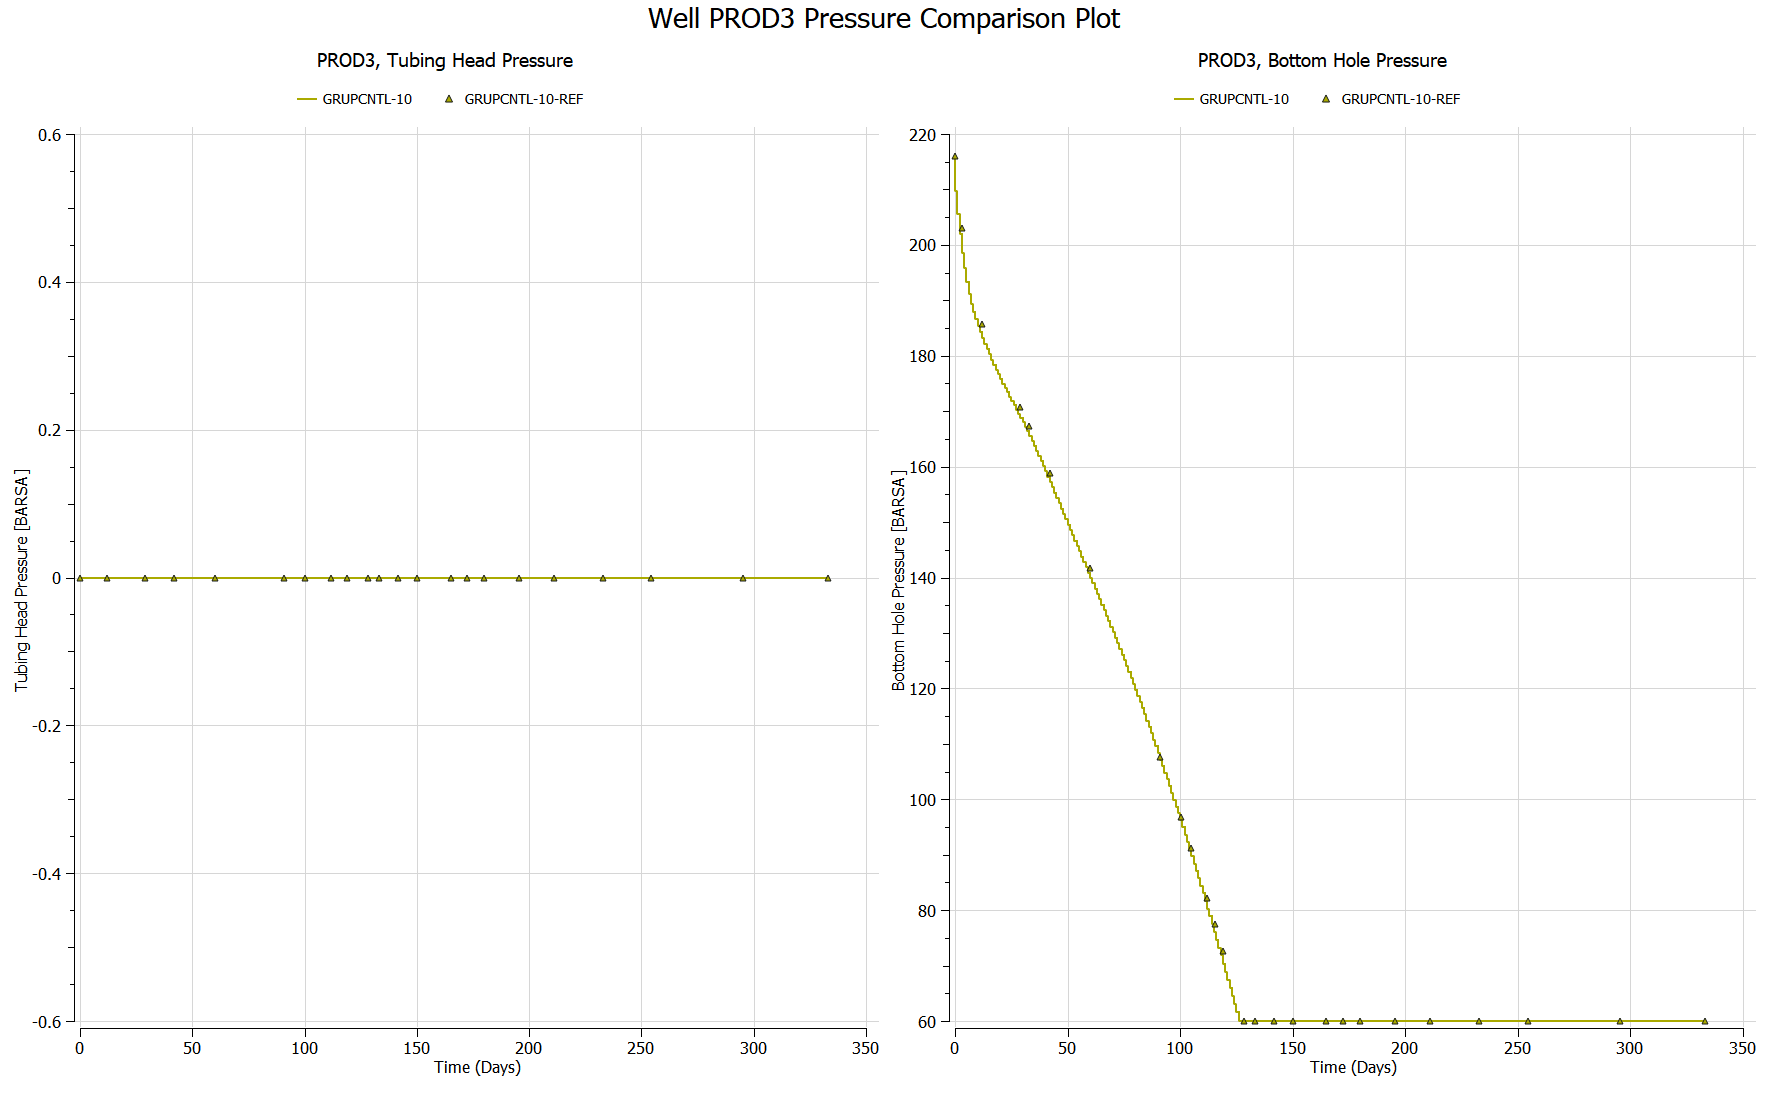 Well PROD3 Pressure Comparison Plot
PROD3, Tubing Head Pressure
GRUPCNTL-10 GRUPCNTL-10-REF
Tubing Head Pressure [BARSA]
0.6
0.4
0.2
0
-0.2
-0.4
-0.6
0 50 100 150 200 250 300 350
Time (Days)
PROD3, Bottom Hole Pressure
GRUPCNTL-10 GRUPCNTL-10-REF
Bottom Hole Pressure [BARSA]
220
200
180
160
140
120
100
80
60
0 50 100 150 200 250 300 350
Time (Days)